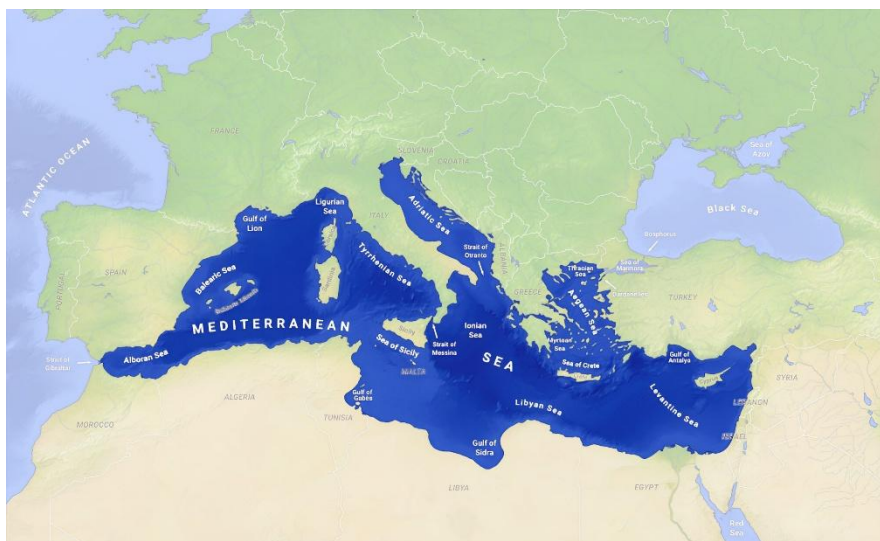 FRANCE
SLOVENIA
CROATIA
Sea of
Azov
ATLANTIC OCEAN
Black Sea
Ligurian
Sea
ITALY
Adriatic Sea
Gulf of
Lion
Bosphorus
Strait of
Otranto
ALBANIA
Tyrrhenian Sea
Sea of
Marmara
Thracian
Sea
Balearic Sea
SPAIN
PORTUGAL
Balearic Islands
Sardinia
GREECE
Aegean Sea
TURKEY
MEDITERRANEAN
SEA
Ionian
Sea
Sicily
Strait of
Messina
Myrtoan
Sea
Sea of Sicily
MALTA
Alboran Sea
Strait of
Gibraltar
Sea of Crete
Gulf of
Antalya
Cyprus
SYRIA
Gulf of
Gabès
Libyan Sea
Levantine Sea
LEBANON
ALGERIA
TUNISIA
MOROCCO
Gulf of
Sidra
ISRAEL
LIBYA
EGYPT
Red
Sea